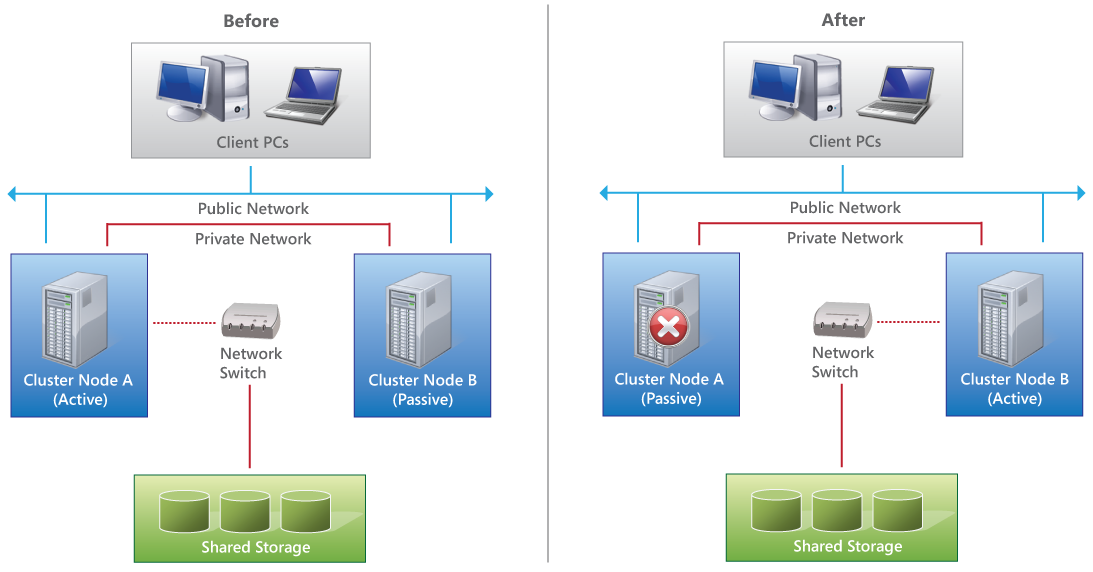 Before
Client PCs
Public Network
Private Network
Cluster Node A
(Active)
Network
Switch
Cluster Node B
(Passive)
Shared Storage
After
Client PCs
Public Network
Private Network
Cluster Node A
(Passive)
Network
Switch
Cluster Node B
(Active)
Shared Storage